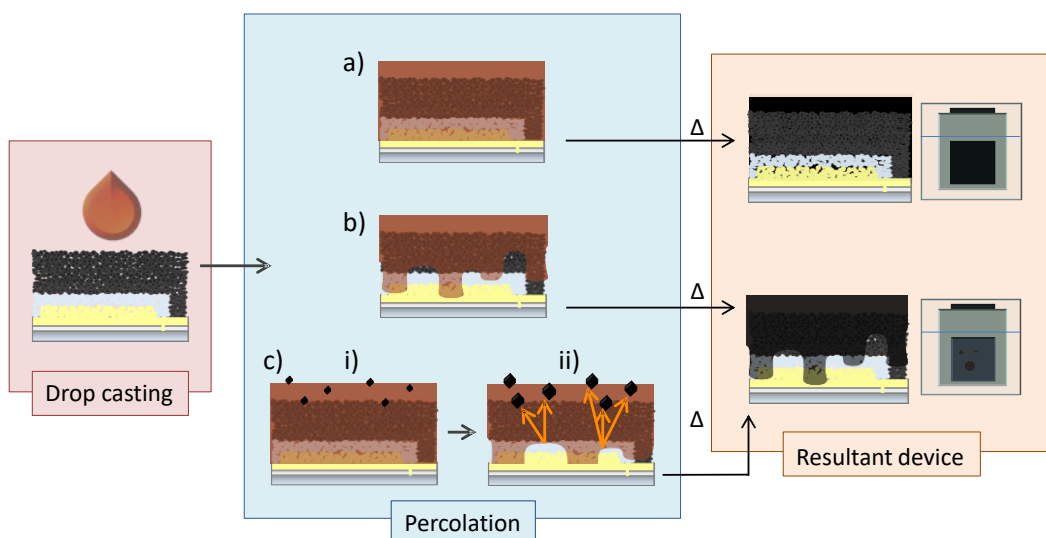 a)
Δ
b)
Δ
c)
i)
ii)
Δ
Drop casting
Percolation
Resultant device